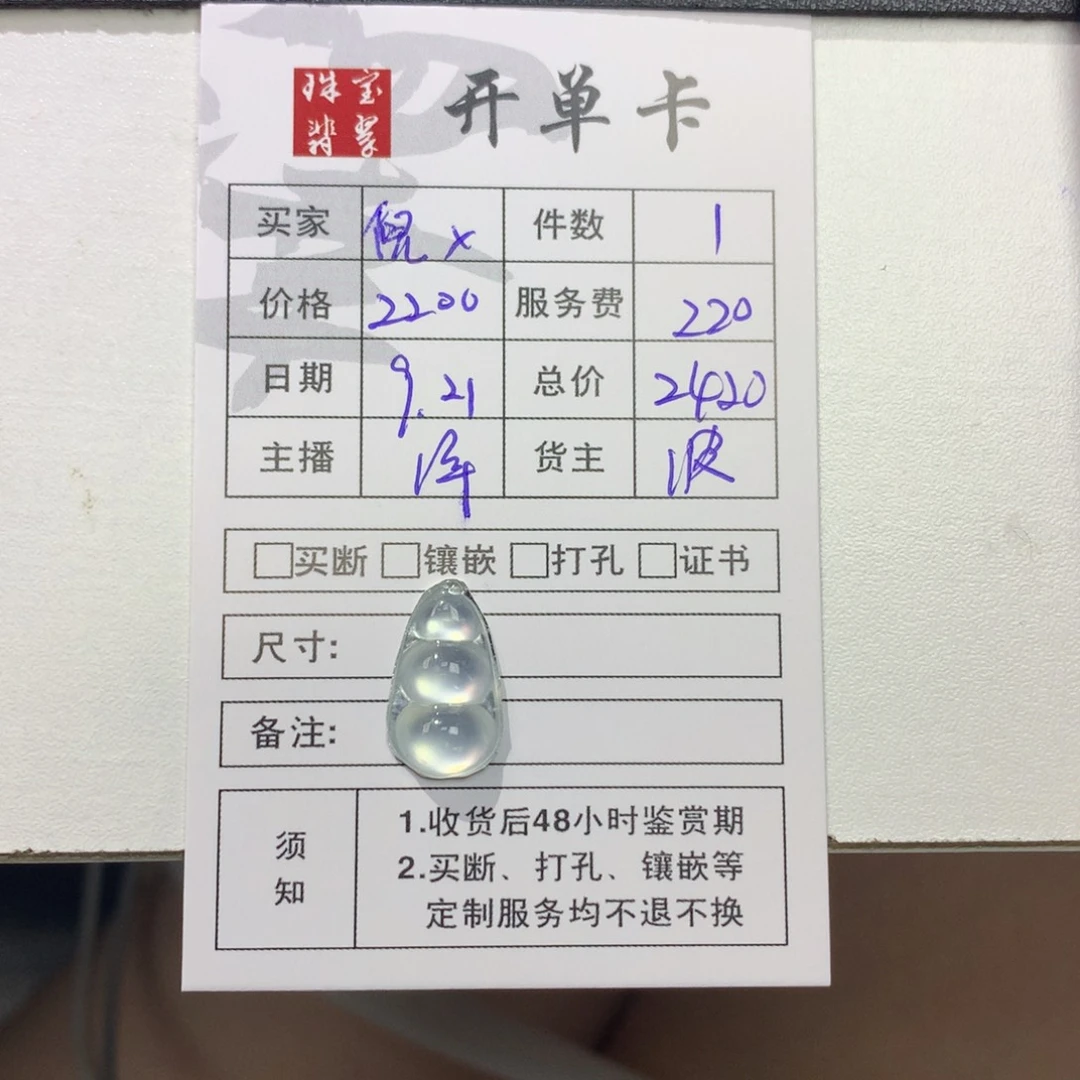 珠宝 翡翠 开单卡
买家 倪x 件数 1
价格 2200 服务费 220
日期 9.21 总价 2420
主播 货主 波
买断 镶嵌 打孔 证书
尺寸:
备注:
须知
1.收货后48小时鉴赏期
2.买断、打孔、镶嵌等
定制服务均不退不换